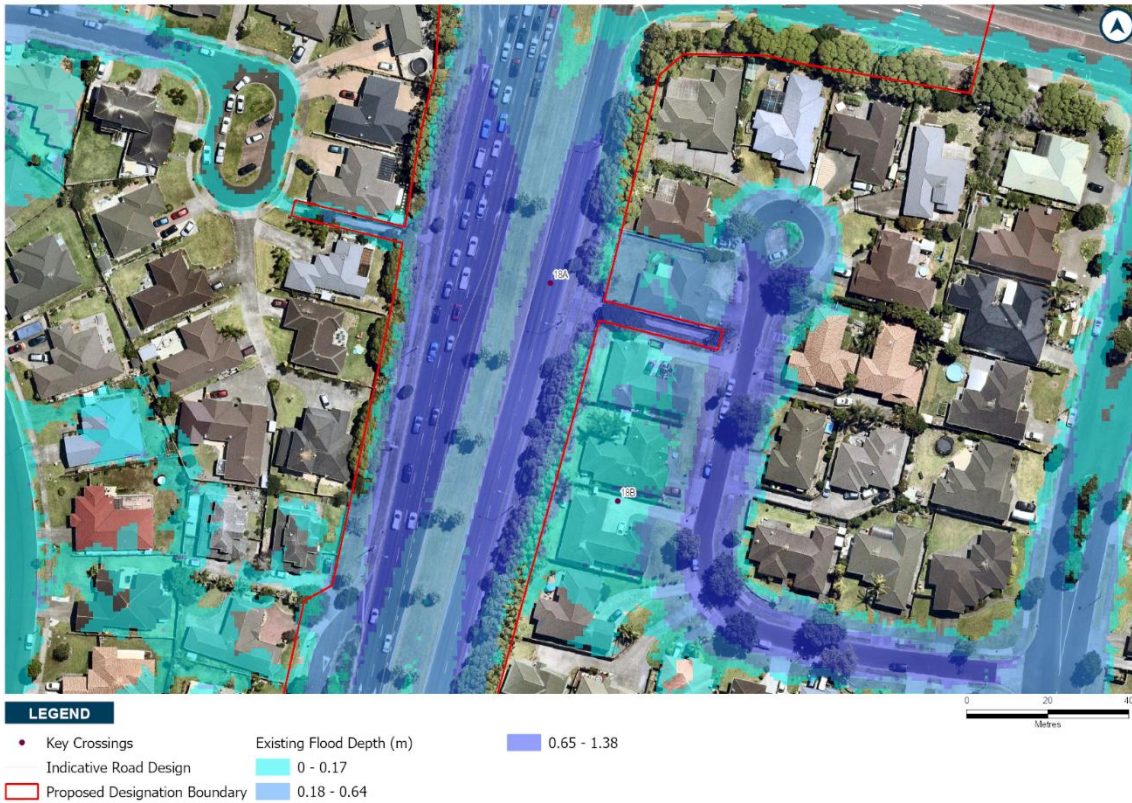 18A
18B
LEGEND
0 20 40
Metres
Key Crossings
Existing Flood Depth (m)
0.65 - 1.38
Indicative Road Design
0 - 0.17
Proposed Designation Boundary
0.18 - 0.64